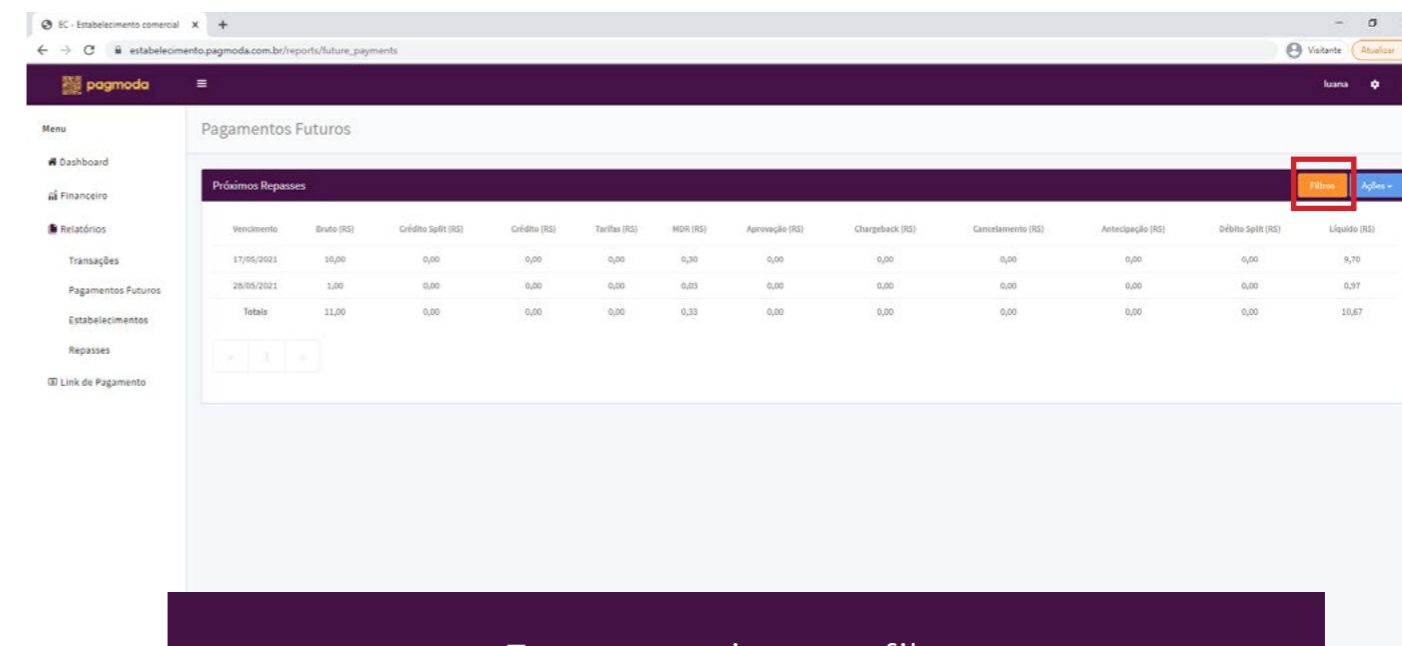 EC - Estabelecimento comercial
estabelecimento.pagmoda.com.br/reports/future_payments
Visitante
Atualizar
pagmoda
luana
Menu
Dashboard
Financeiro
Relatórios
Transações
Pagamentos Futuros
Estabelecimentos
Repasses
Link de Pagamento
Pagamentos Futuros
Próximos Repasses
Filtros
Ações
Vencimento Bruto (R$) Crédito Split (R$) Crédito (R$) Tarifas (R$) MDR (R$) Aprovação (R$) Chargeback (R$) Cancelamento (R$) Antecipação (R$) Débito Split (R$) Líquido (R$)
17/05/2021 10,00 0,00 0,00 0,00 0,30 0,00 0,00 0,00 0,00 0,00 9,70
28/05/2021 1,00 0,00 0,00 0,00 0,03 0,00 0,00 0,00 0,00 0,00 0,97
Totais 11,00 0,00 0,00 0,00 0,33 0,00 0,00 0,00 0,00 0,00 10,67
« 1 »